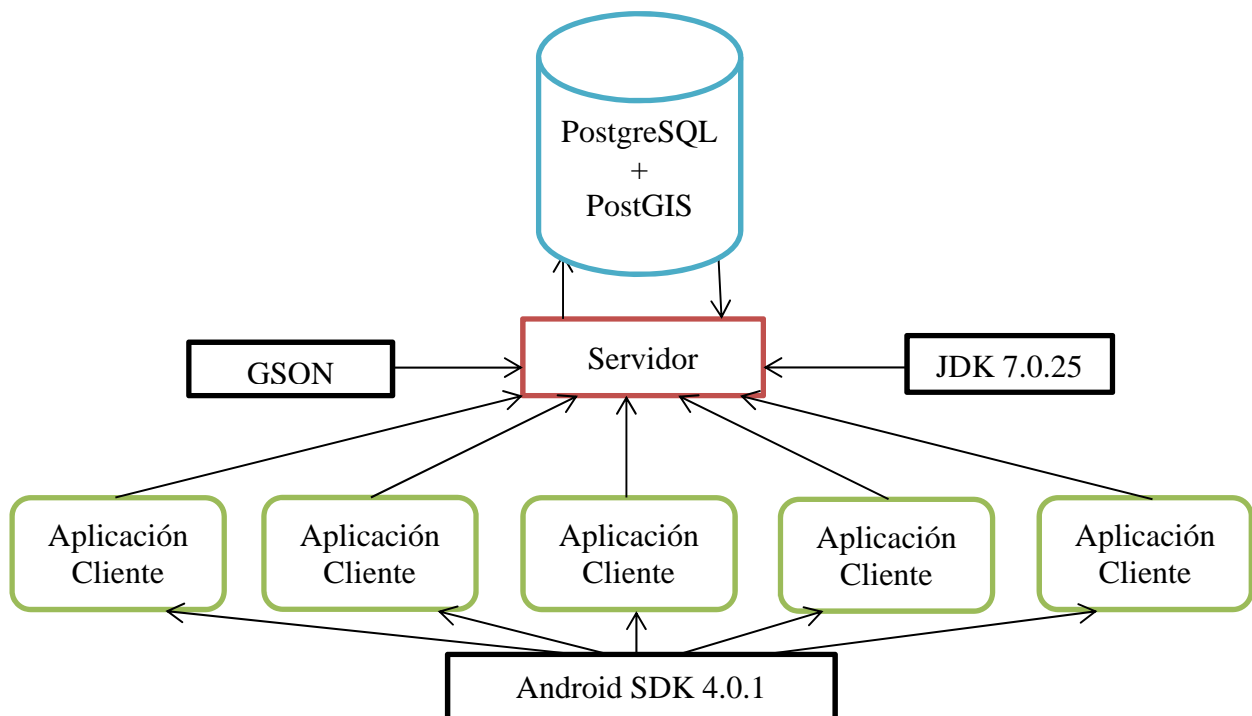 PostgreSQL
+
PostGIS
Servidor
GSON
JDK 7.0.25
Aplicación
Cliente
Aplicación
Cliente
Aplicación
Cliente
Aplicación
Cliente
Aplicación
Cliente
Android SDK 4.0.1